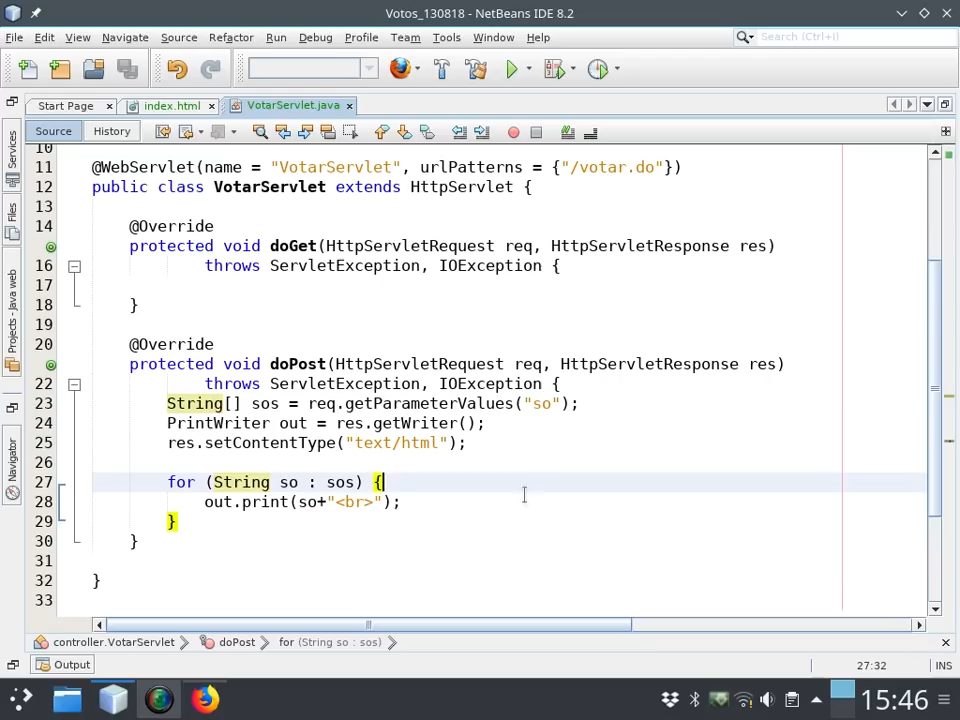 Votos_130818 - NetBeans IDE 8.2
File Edit View Navigate Source Refactor Run Debug Profile Team Tools Window Help
Search (Ctrl+I)
Start Page index.html VotarServlet.java
Source History
Services
Files
Projects - Java web
Navigator
10
11 @WebServlet(name = "VotarServlet", urlPatterns = {"/votar.do"})
12 public class VotarServlet extends HttpServlet {
13
14 @Override
protected void doGet(HttpServletRequest req, HttpServletResponse res)
16 throws ServletException, IOException {
17
18 }
19
20 @Override
protected void doPost(HttpServletRequest req, HttpServletResponse res)
22 throws ServletException, IOException {
23 String[] sos = req.getParameterValues("so");
24 PrintWriter out = res.getWriter();
25 res.setContentType("text/html");
26
27 for (String so : sos) {
28 out.print(so+"<br>");
29 }
30 }
31
32 }
33
controller.VotarServlet doPost for (String so : sos)
Output
27:32 INS
15:46